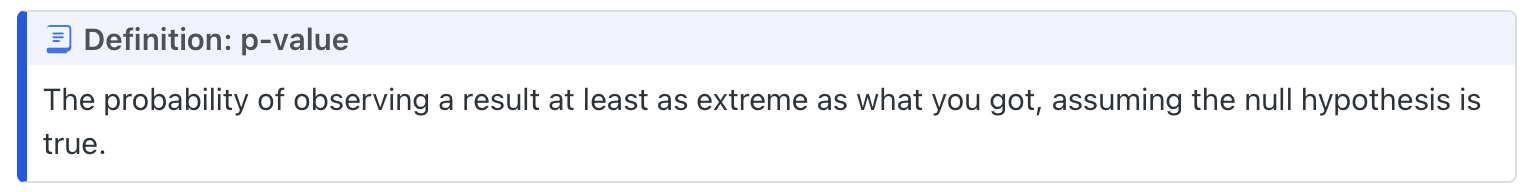 Definition: p-value
The probability of observing a result at least as extreme as what you got, assuming the null hypothesis is
true.